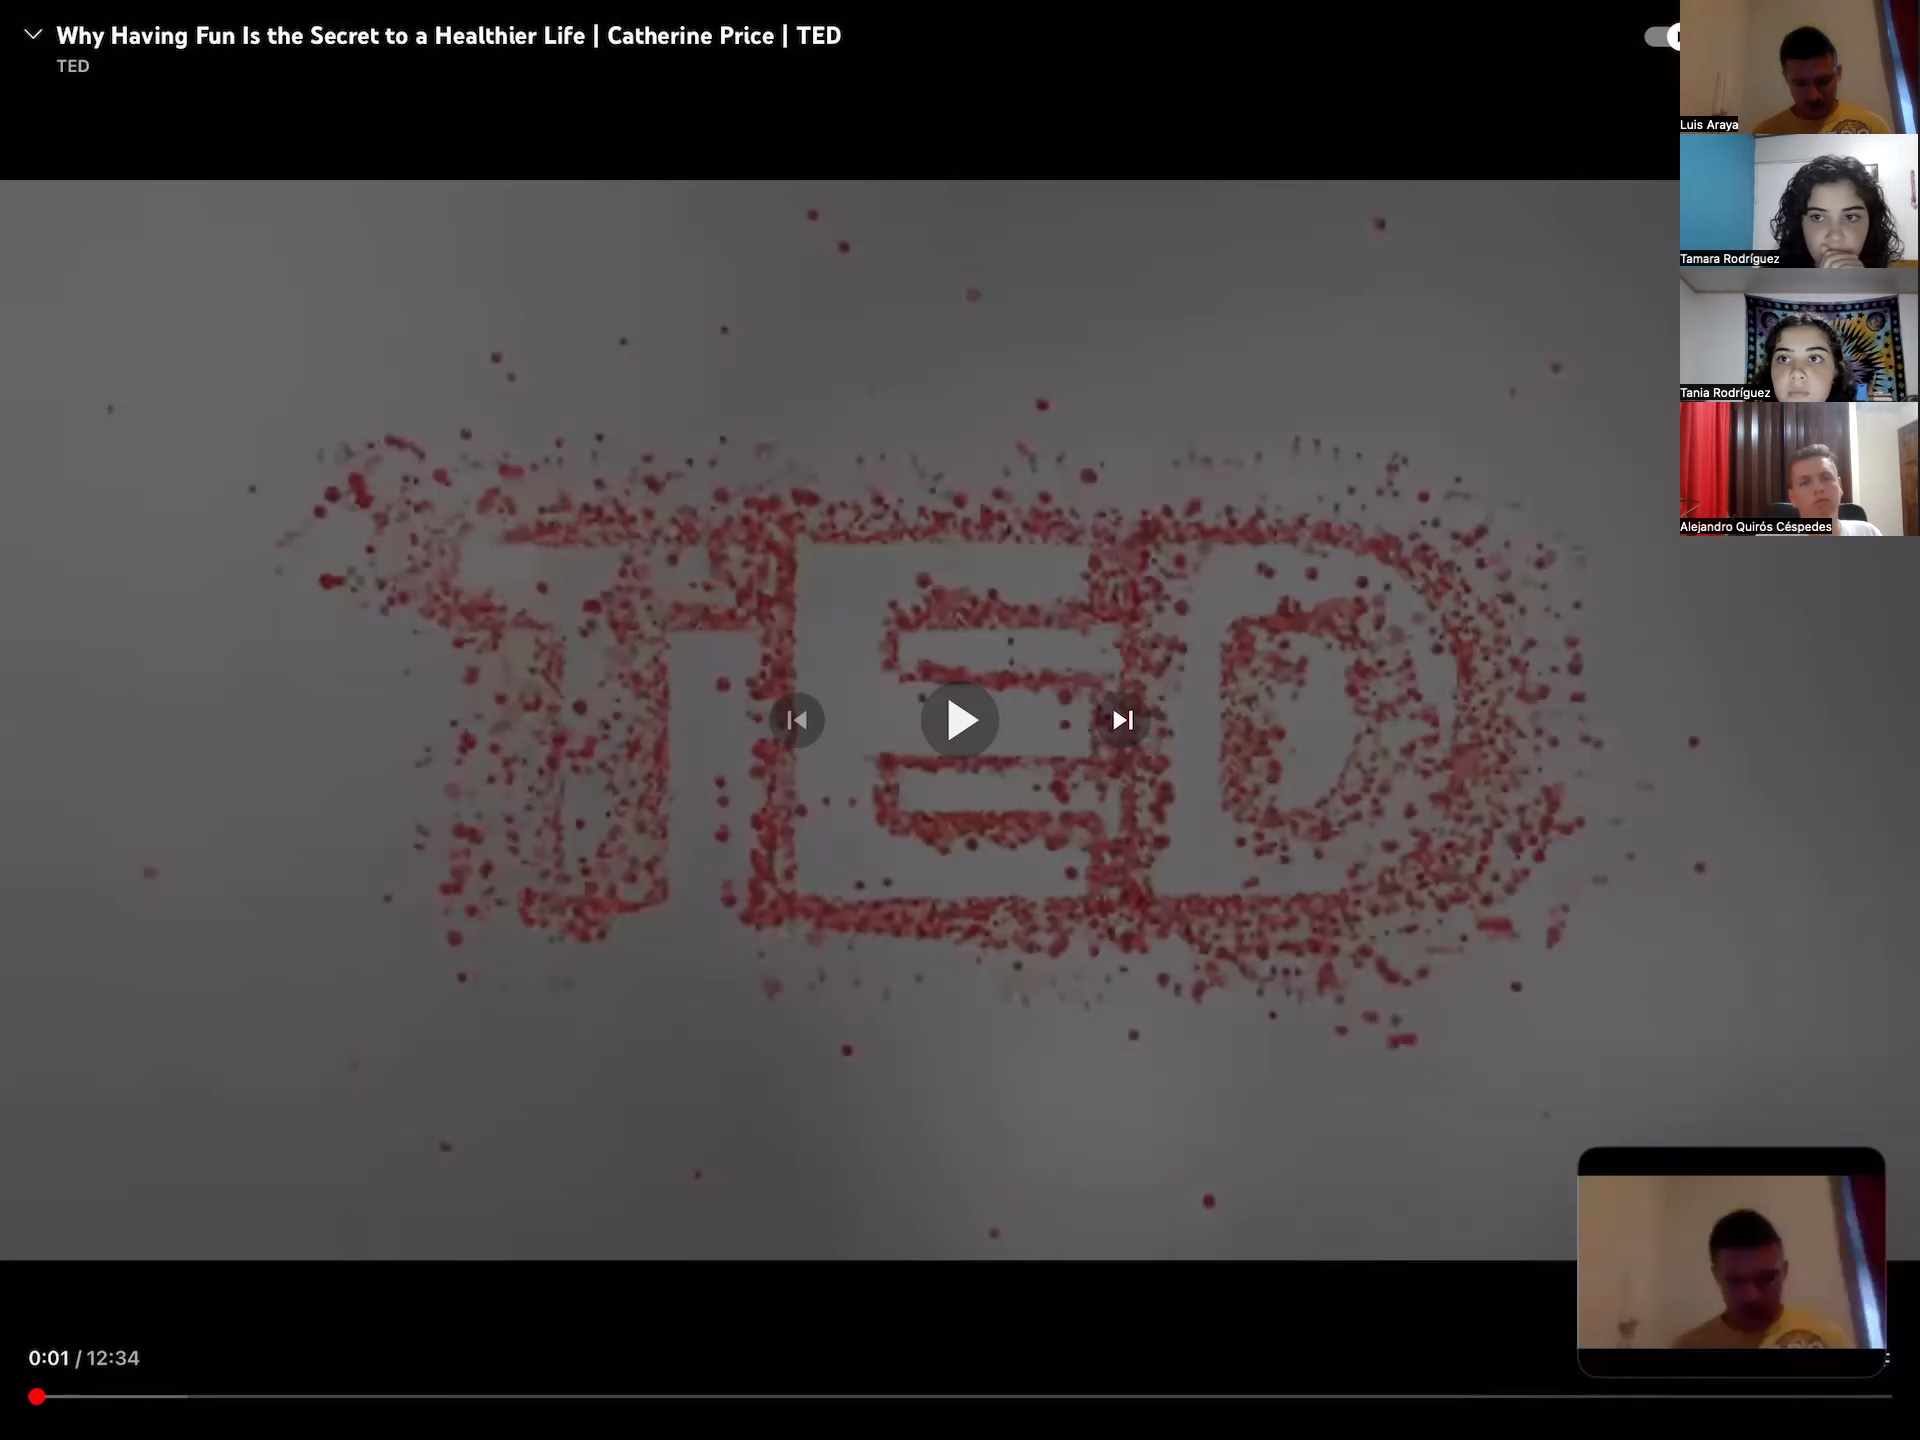 Why Having Fun Is the Secret to a Healthier Life | Catherine Price | TED
TED
Luis Araya
Tamara Rodríguez
Tania Rodríguez
Alejandro Quirós Céspedes
TED
0:01 / 12:34